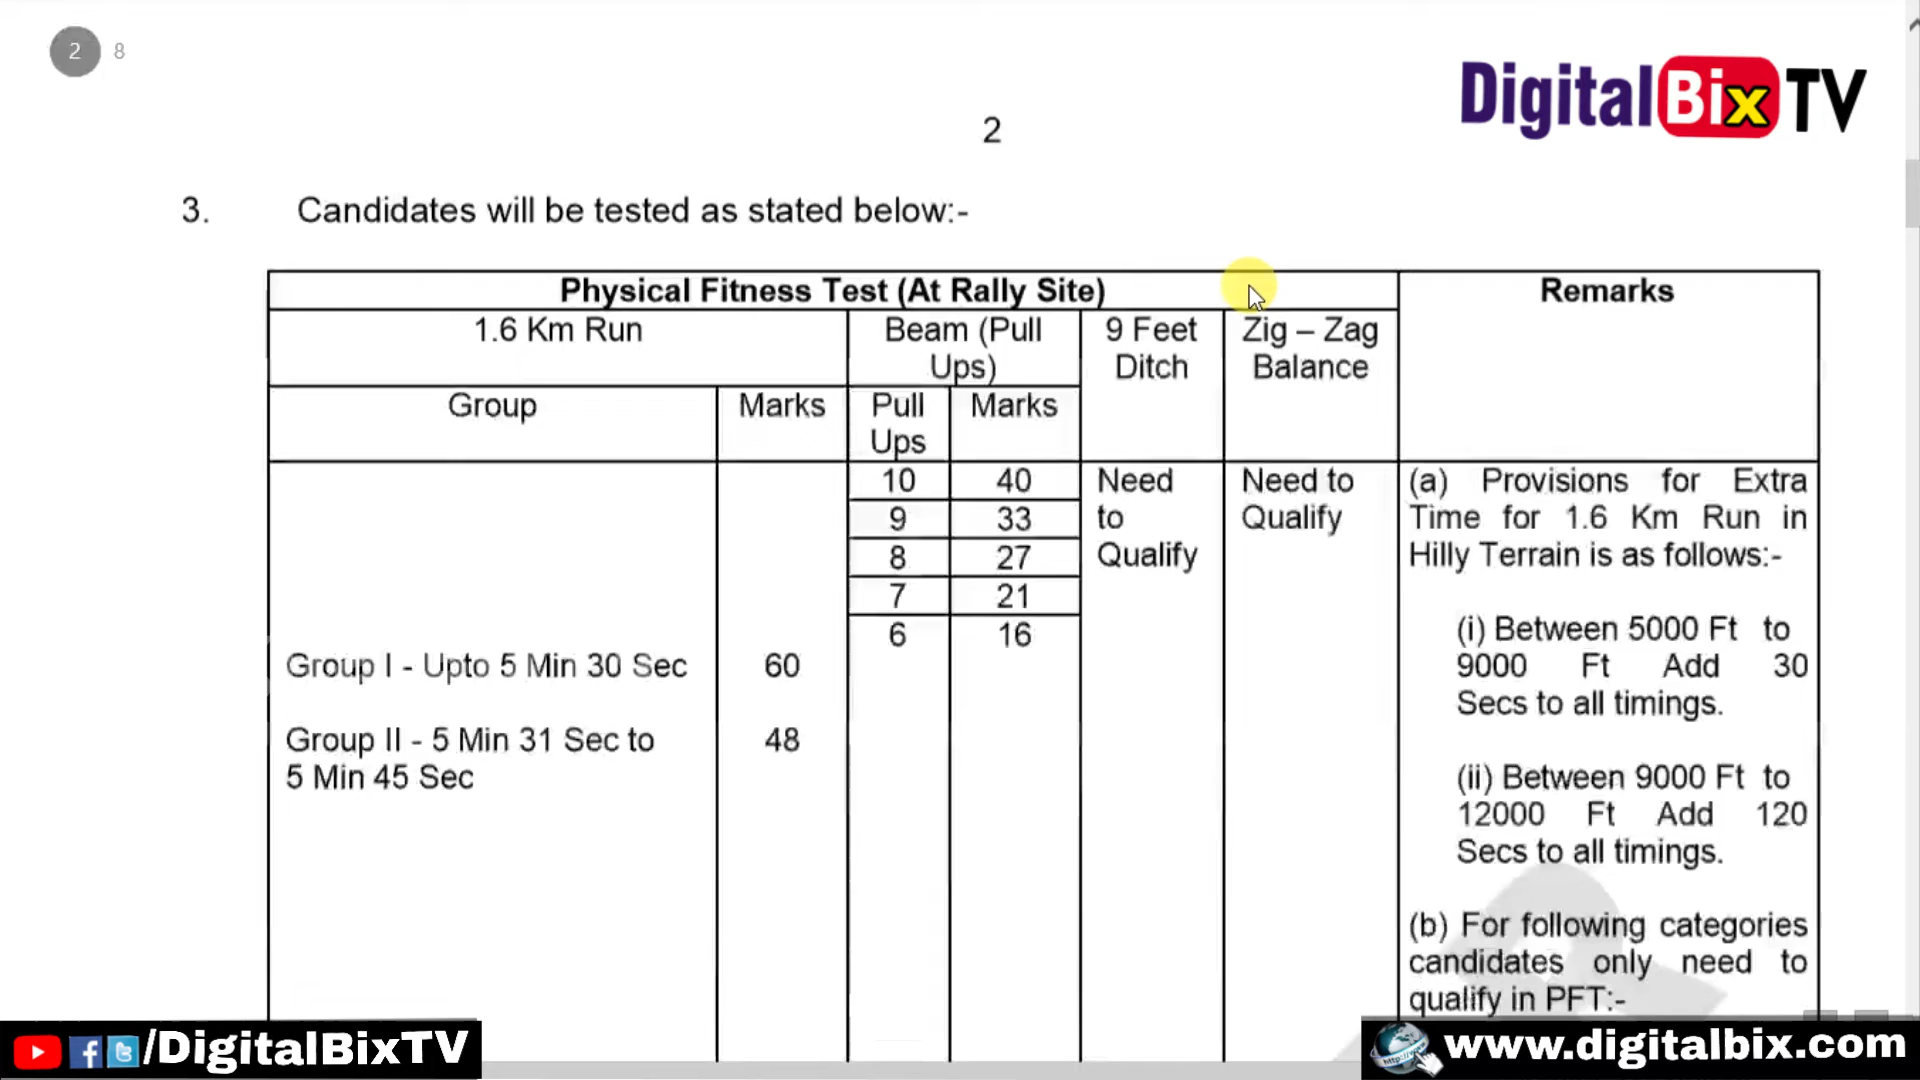 2 8
DigitalBixTV
2
3. Candidates will be tested as stated below:-
Physical Fitness Test (At Rally Site)
Remarks
1.6 Km Run
Beam (Pull
Ups)
9 Feet
Ditch
Zig – Zag
Balance
Group
Marks
Pull
Ups
Marks
10 40
9 33
8 27
7 21
6 16
Need
to
Qualify
Need to
Qualify
Group I - Upto 5 Min 30 Sec 60
Group II - 5 Min 31 Sec to 48
5 Min 45 Sec
(a) Provisions for Extra
Time for 1.6 Km Run in
Hilly Terrain is as follows:-
(i) Between 5000 Ft to
9000 Ft Add 30
Secs to all timings.
(ii) Between 9000 Ft to
12000 Ft Add 120
Secs to all timings.
(b) For following categories
candidates only need to
qualify in PFT:-
/DigitalBixTV
www.digitalbix.com